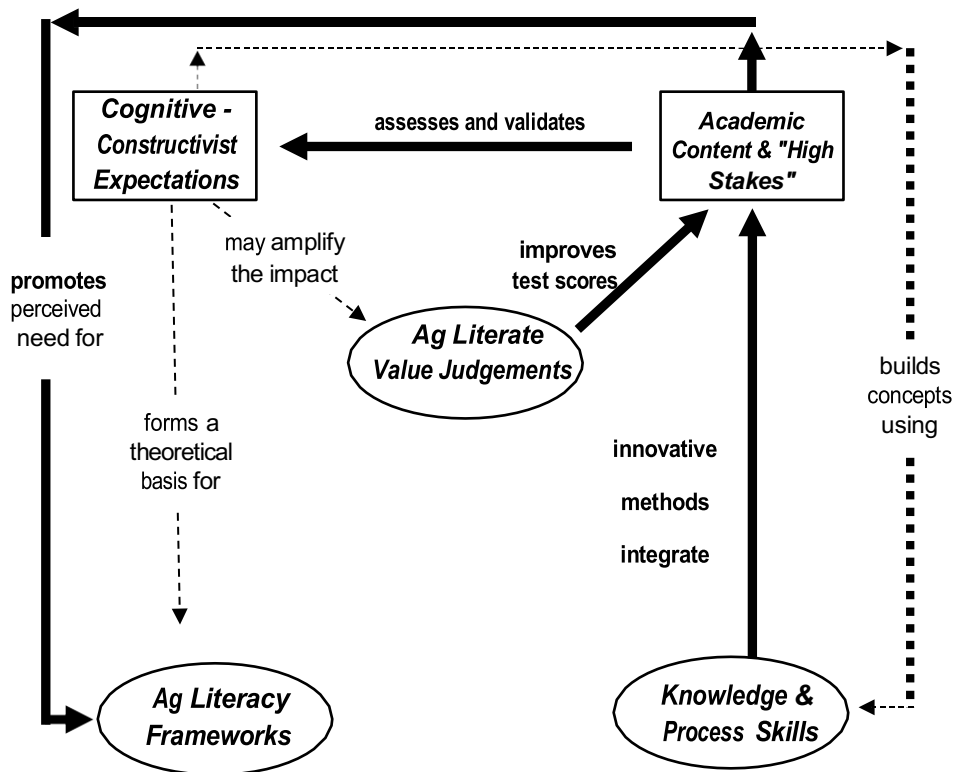 Cognitive -
Constructivist
Expectations
assesses and validates
Academic
Content & "High
Stakes"
may amplify
the impact
improves
test scores
promotes
perceived
need for
Ag Literate
Value Judgements
builds
concepts
using
forms a
theoretical
basis for
innovative
methods
integrate
Ag Literacy
Frameworks
Knowledge &
Process Skills